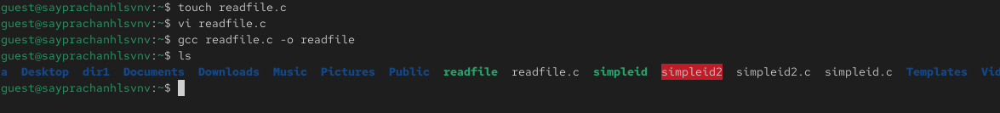 guest@sayprachanhlsvnv:~$ touch readfile.c
guest@sayprachanhlsvnv:~$ vi readfile.c
guest@sayprachanhlsvnv:~$ gcc readfile.c -o readfile
guest@sayprachanhlsvnv:~$ ls
a Desktop dir1 Documents Downloads Music Pictures Public readfile readfile.c simpleid simpleid2 simpleid2.c simpleid.c Templates
guest@sayprachanhlsvnv:~$